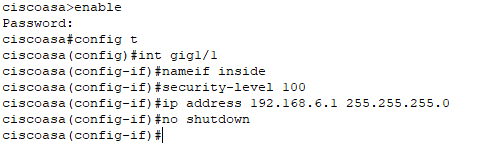 ciscoasa>enable
Password:
ciscoasa#config t
ciscoasa(config)#int gig1/1
ciscoasa(config-if)#nameif inside
ciscoasa(config-if)#security-level 100
ciscoasa(config-if)#ip address 192.168.6.1 255.255.255.0
ciscoasa(config-if)#no shutdown
ciscoasa(config-if)#